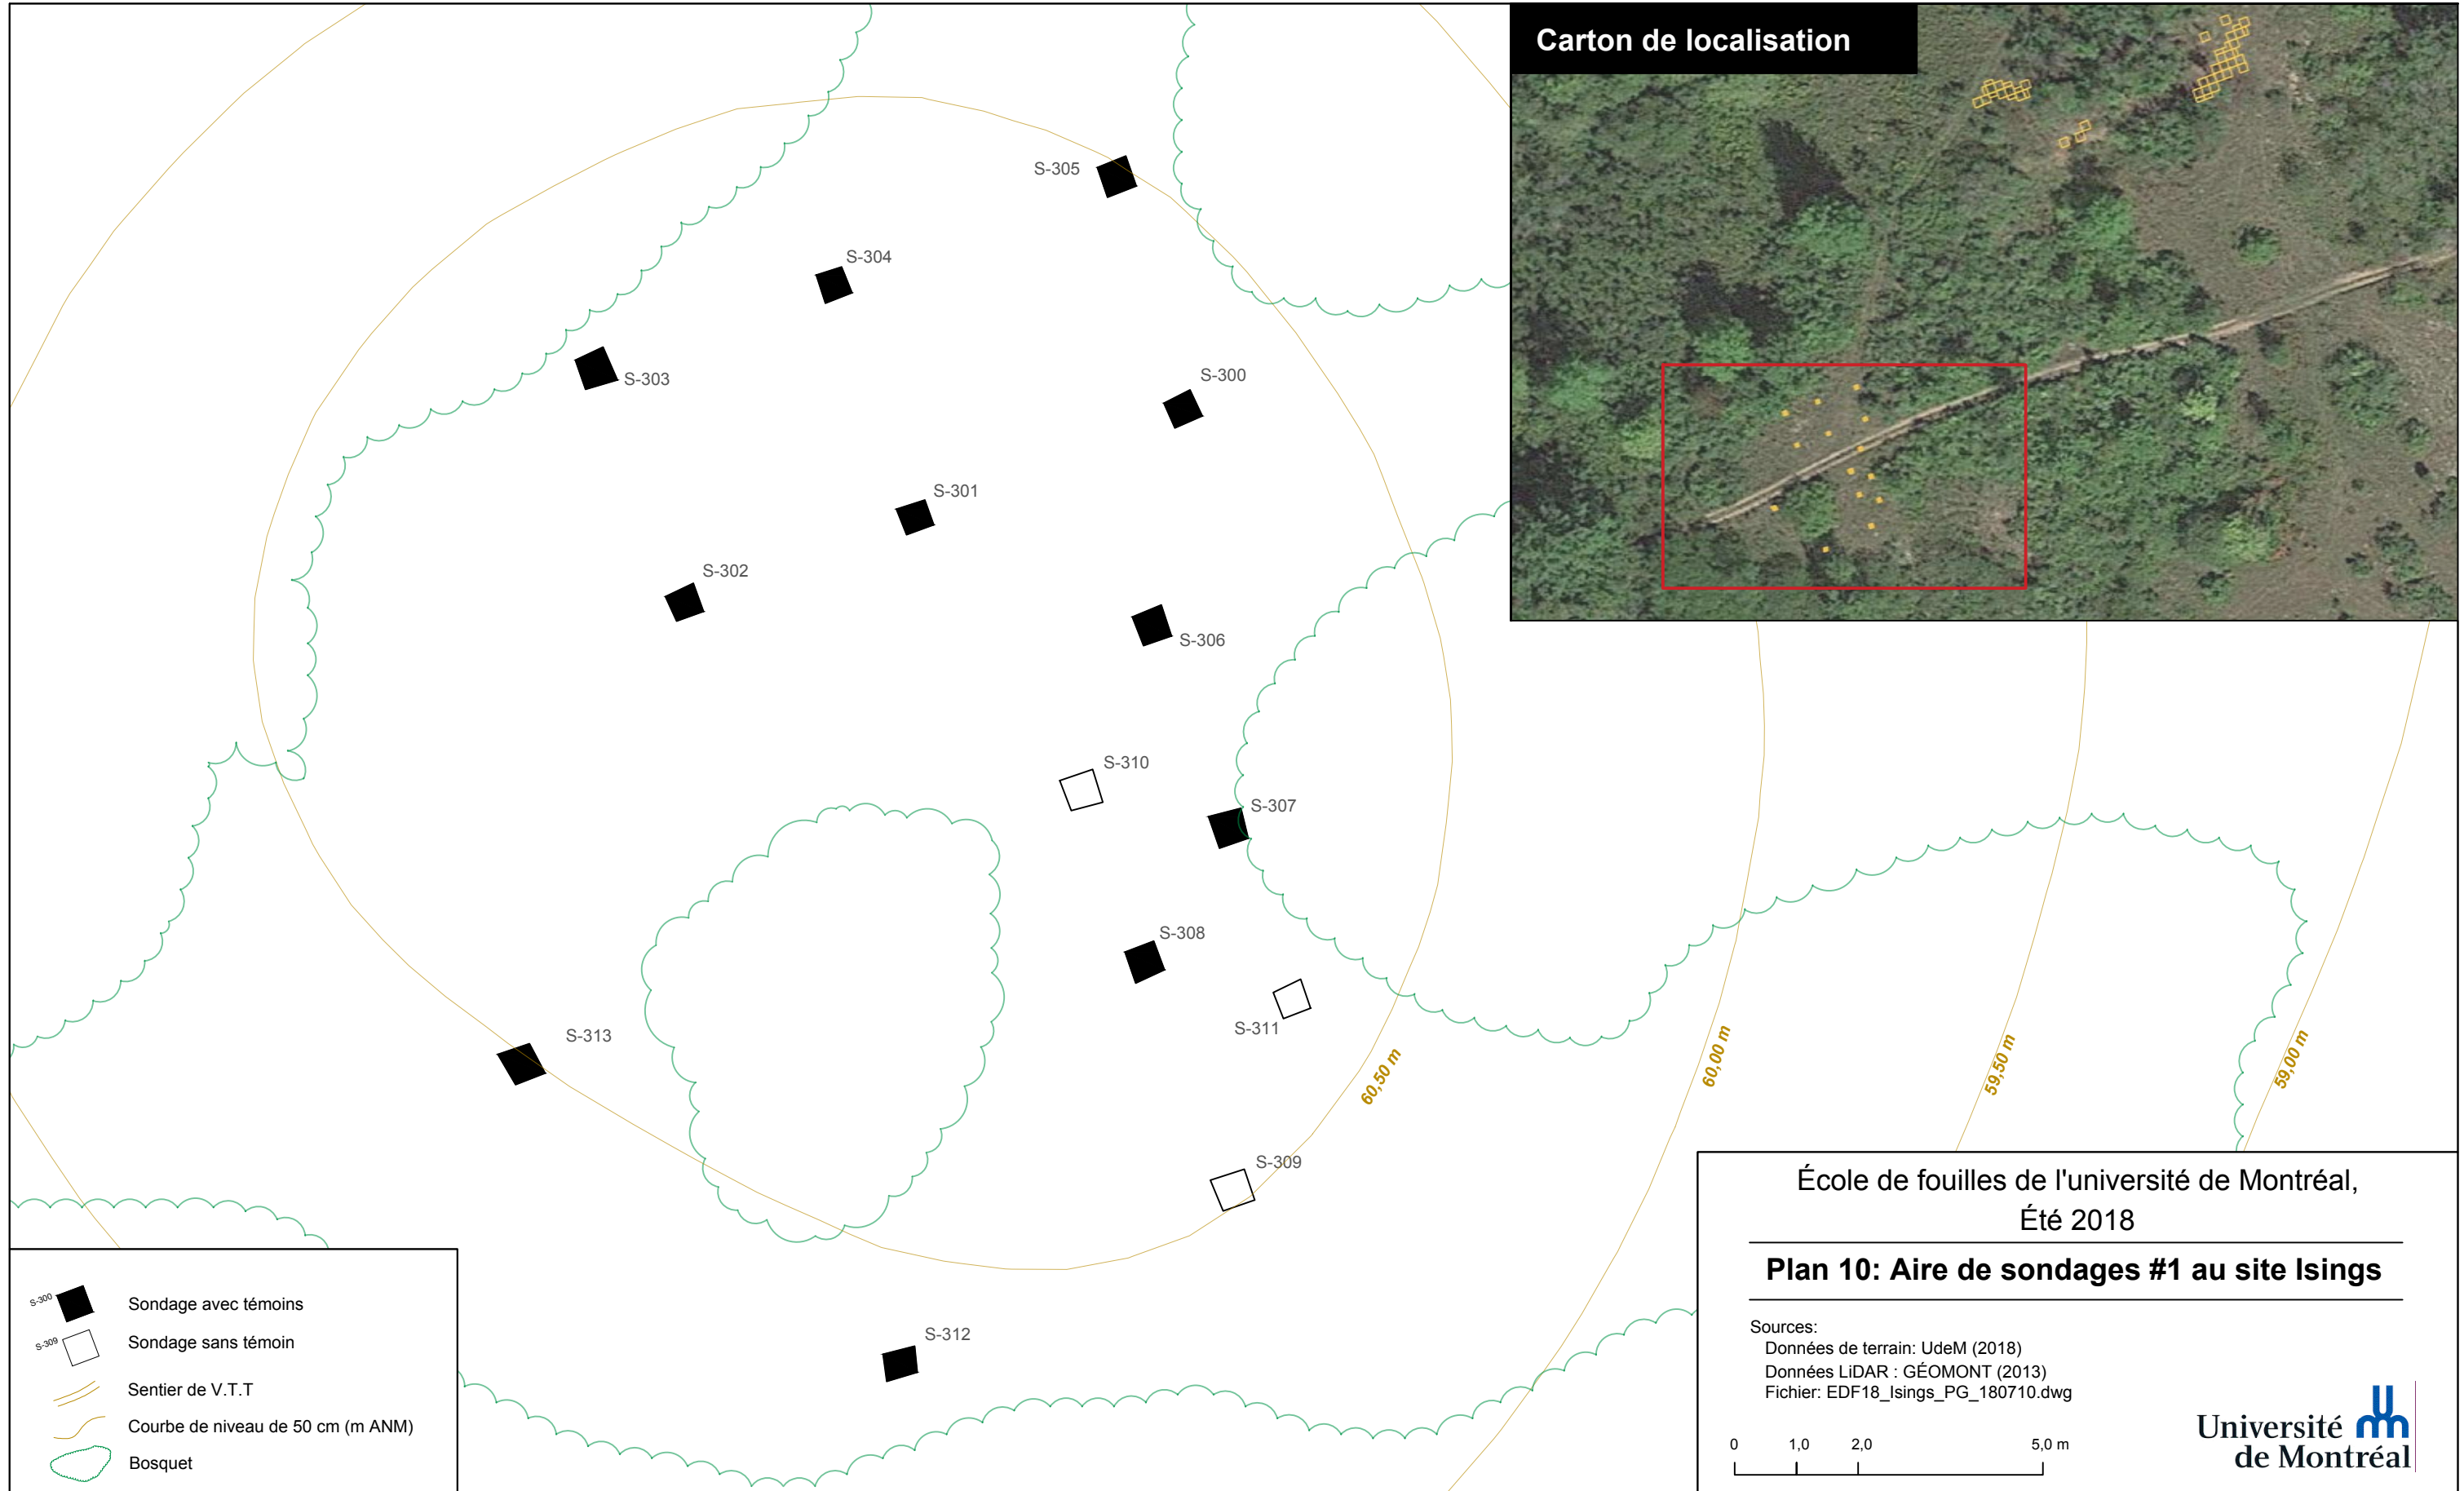 Carton de localisation
S-305
S-304
S-303
S-300
S-301
S-302
S-306
S-310
S-307
S-308
S-311
S-313
S-309
S-312
60,50 m
60,00 m
59,50 m
59,00 m
S-300
Sondage avec témoins
S-309
Sondage sans témoin
Sentier de V.T.T
Courbe de niveau de 50 cm (m ANM)
Bosquet
École de fouilles de l'université de Montréal,
Été 2018
Plan 10: Aire de sondages #1 au site Isings
Sources:
Données de terrain: UdeM (2018)
Données LiDAR : GÉOMONT (2013)
Fichier: EDF18_Isings_PG_180710.dwg
0 1,0 2,0 5,0 m
Université
de Montréal